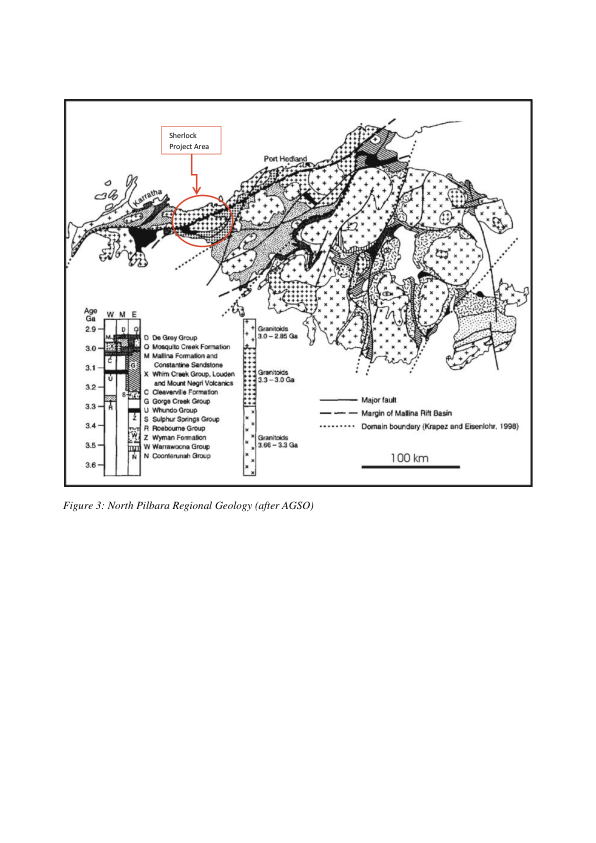 Sherlock
Project Area
Port Hedland
Karratha
Age
Ga
W M E
2.9
3.0
3.1
3.2
3.3
3.4
3.5
3.6
D De Grey Group
Q Mosquito Creek Formation
M Mallina Formation and
Constantine Sandstone
X Whim Creek Group, Louden
and Mount Negri Volcanics
C Cleaverville Formation
G Gorge Creek Group
U Whundo Group
S Sulphur Springs Group
R Roebourne Group
Z Wyman Formation
W Warrawoona Group
N Coonterunah Group
Granitoids
3.0 – 2.85 Ga
Granitoids
3.3 – 3.0 Ga
Granitoids
3.66 – 3.3 Ga
Major fault
Margin of Mallina Rift Basin
Domain boundary (Krapez and Eisenlohr, 1998)
100 km
Figure 3: North Pilbara Regional Geology (after AGSO)